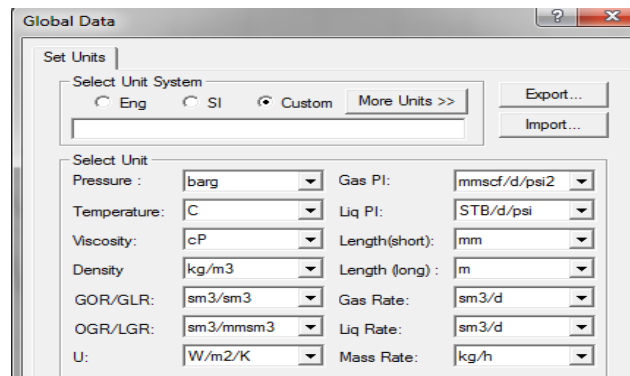 Global Data
Set Units
Select Unit System
Eng SI Custom More Units >> Export...
Import...
Select Unit
Pressure : barg Gas PI: mmscf/d/psi2
Temperature: C Liq PI: STB/d/psi
Viscosity: cP Length(short): mm
Density kg/m3 Length (long) : m
GOR/GLR: sm3/sm3 Gas Rate: sm3/d
OGR/LGR: sm3/mmsm3 Liq Rate: sm3/d
U: W/m2/K Mass Rate: kg/h